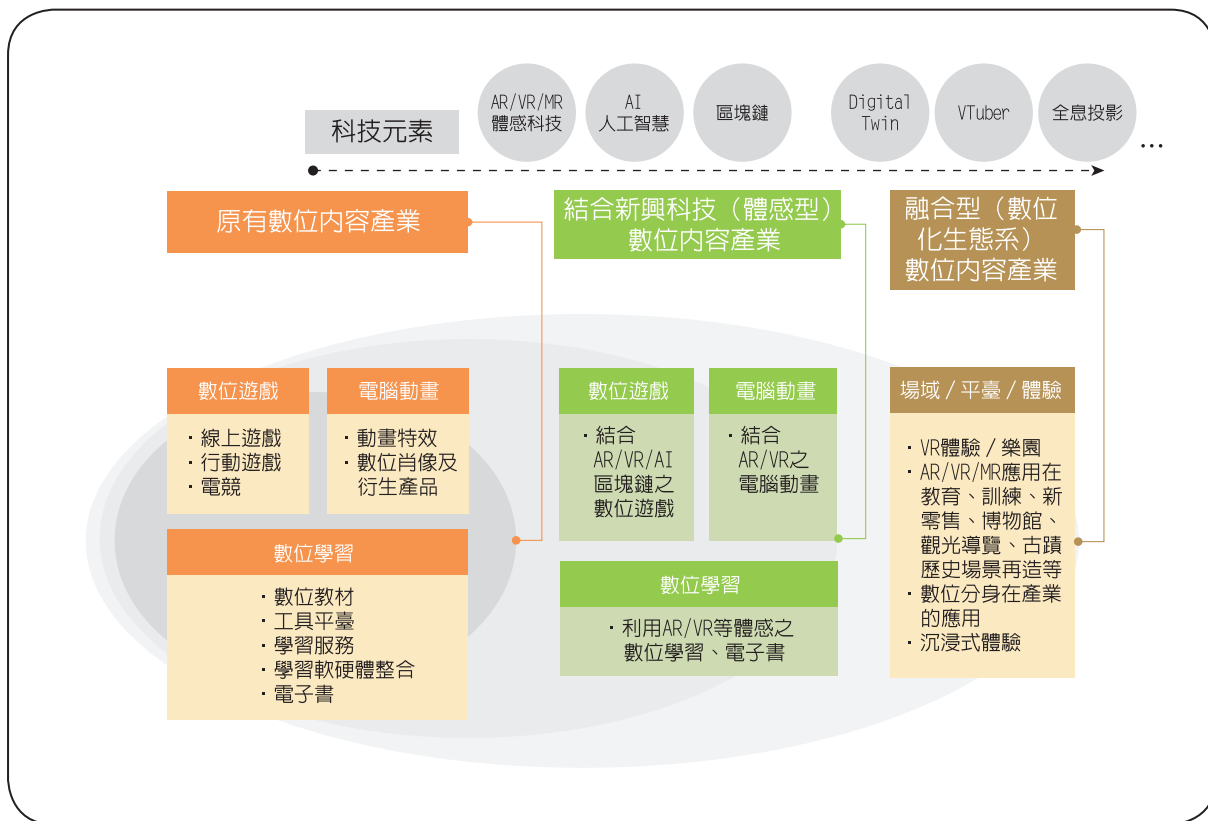 科技元素
AR/VR/MR
體感科技
AI
人工智慧
區塊鏈
Digital
Twin
VTuber
全息投影
...
原有數位內容產業
結合新興科技（體感型）
數位內容產業
融合型（數位
化生態系）
數位內容產業
數位遊戲
・線上遊戲
・行動遊戲
・電競
電腦動畫
・動畫特效
・數位肖像及
衍生產品
數位學習
・數位教材
・工具平臺
・學習服務
・學習軟硬體整合
・電子書
數位遊戲
・結合
AR/VR/AI
區塊鏈之
數位遊戲
電腦動畫
・結合
AR/VR之
電腦動畫
數位學習
・利用AR/VR等體感之
數位學習、電子書
場域/平臺/體驗
・VR體驗/樂園
・AR/VR/MR應用在
教育、訓練、新
零售、博物館、
觀光導覽、古蹟
歷史場景再造等
・數位分身在產業
的應用
・沉浸式體驗